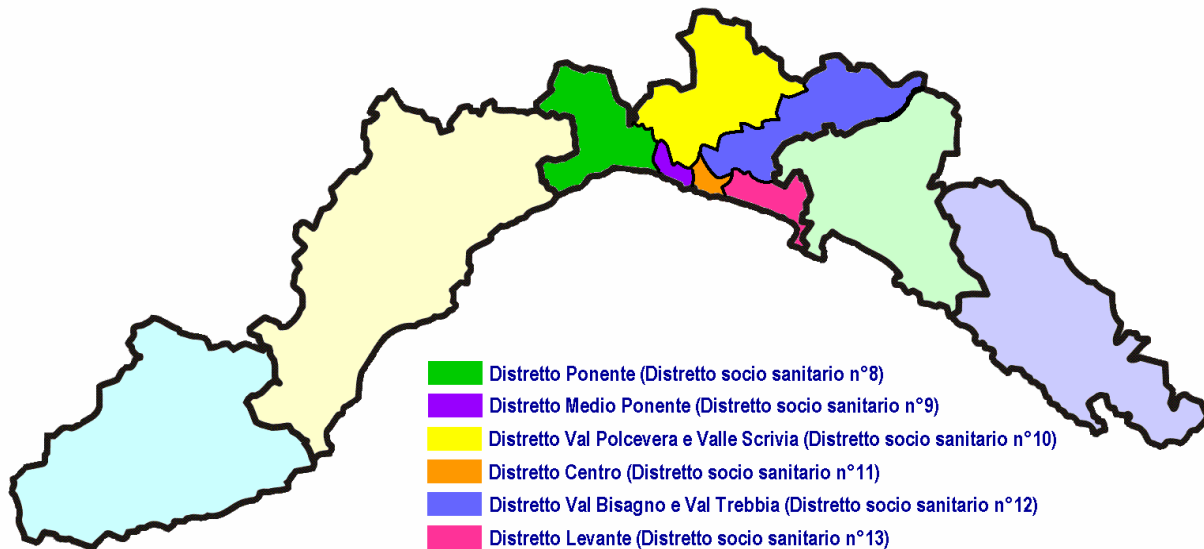 Distretto Ponente (Distretto socio sanitario n°8)
Distretto Medio Ponente (Distretto socio sanitario n°9)
Distretto Val Polcevera e Valle Scrivia (Distretto socio sanitario n°10)
Distretto Centro (Distretto socio sanitario n°11)
Distretto Val Bisagno e Val Trebbia (Distretto socio sanitario n°12)
Distretto Levante (Distretto socio sanitario n°13)